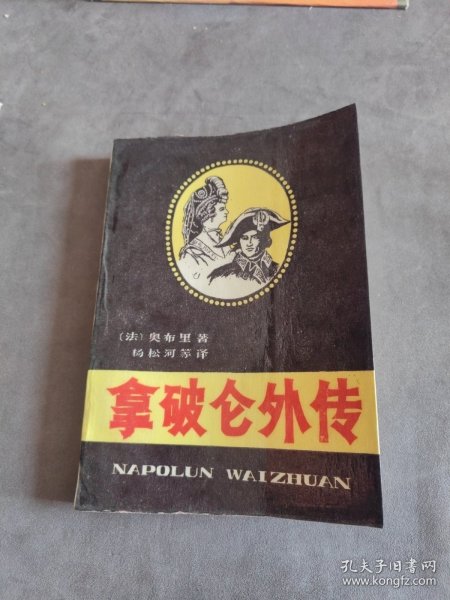 〔法〕奥布里著
杨松河等译
拿破仑外传
NAPOLUN WAIZHUAN
孔夫子旧书网
www.kongfz.com